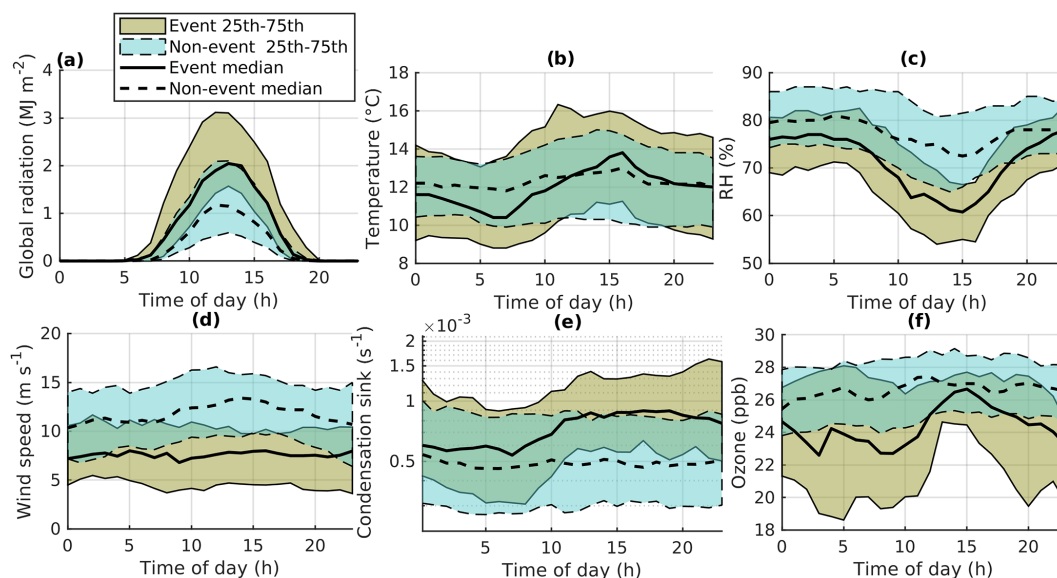 Event 25th-75th
Non-event 25th-75th
Event median
Non-event median
(a)
4
3
2
1
0
Global radiation (MJ m⁻²)
0 5 10 15 20
Time of day (h)
(b)
18
16
14
12
10
8
Temperature (°C)
0 5 10 15 20
Time of day (h)
(c)
90
80
70
60
50
RH (%)
0 5 10 15 20
Time of day (h)
(d)
20
15
10
5
0
Wind speed (m s⁻¹)
0 5 10 15 20
Time of day (h)
(e)
×10⁻³
2
1.5
1
0.5
Condensation sink (s⁻¹)
5 10 15 20
Time of day (h)
(f)
30
28
26
24
22
20
18
Ozone (ppb)
0 5 10 15 20
Time of day (h)